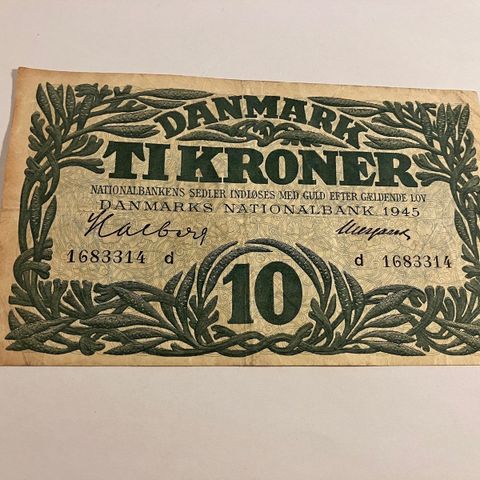 DANMARK
TI KRONER
NATIONALBANKENS SEDLER INDLØSES MED GULD EFTER GÆLDENDE LOV
DANMARKS NATIONALBANK 1945
1683314 d d 1683314
10